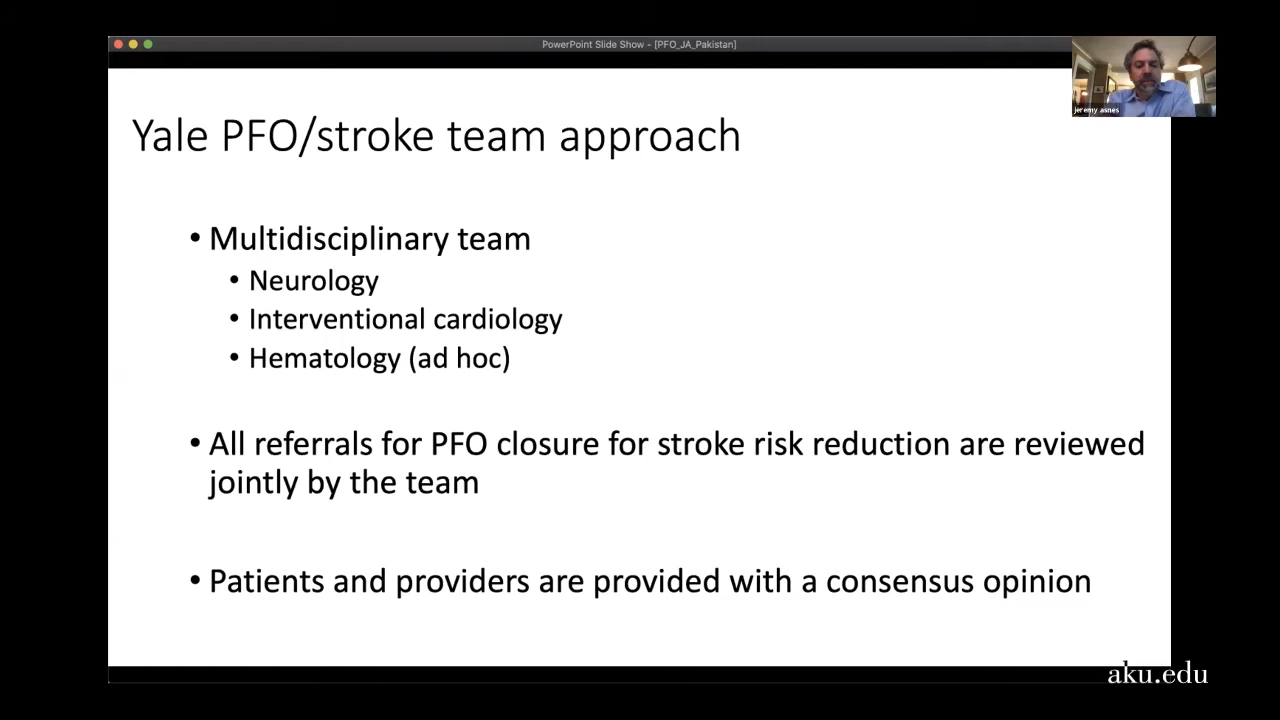 PowerPoint Slide Show - [PFO_JA_Pakistan]
jeremy asnes
Yale PFO/stroke team approach
• Multidisciplinary team
• Neurology
• Interventional cardiology
• Hematology (ad hoc)
• All referrals for PFO closure for stroke risk reduction are reviewed
jointly by the team
• Patients and providers are provided with a consensus opinion
aku.edu